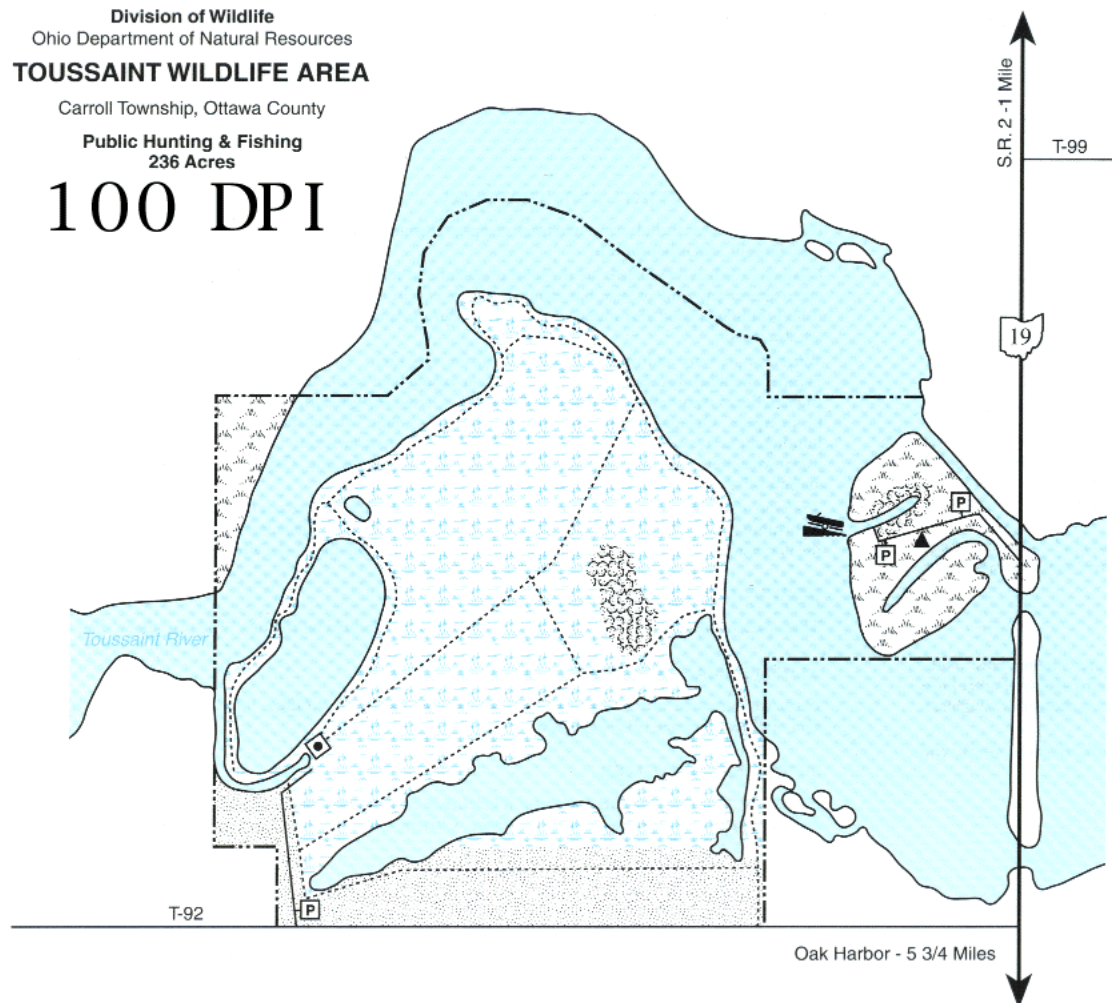 Division of Wildlife
Ohio Department of Natural Resources
TOUSSAINT WILDLIFE AREA
Carroll Township, Ottawa County
Public Hunting & Fishing
236 Acres
100 DPI
S.R. 2 -1 Mile
T-99
19
P
P
Toussaint River
P
T-92
Oak Harbor - 5 3/4 Miles